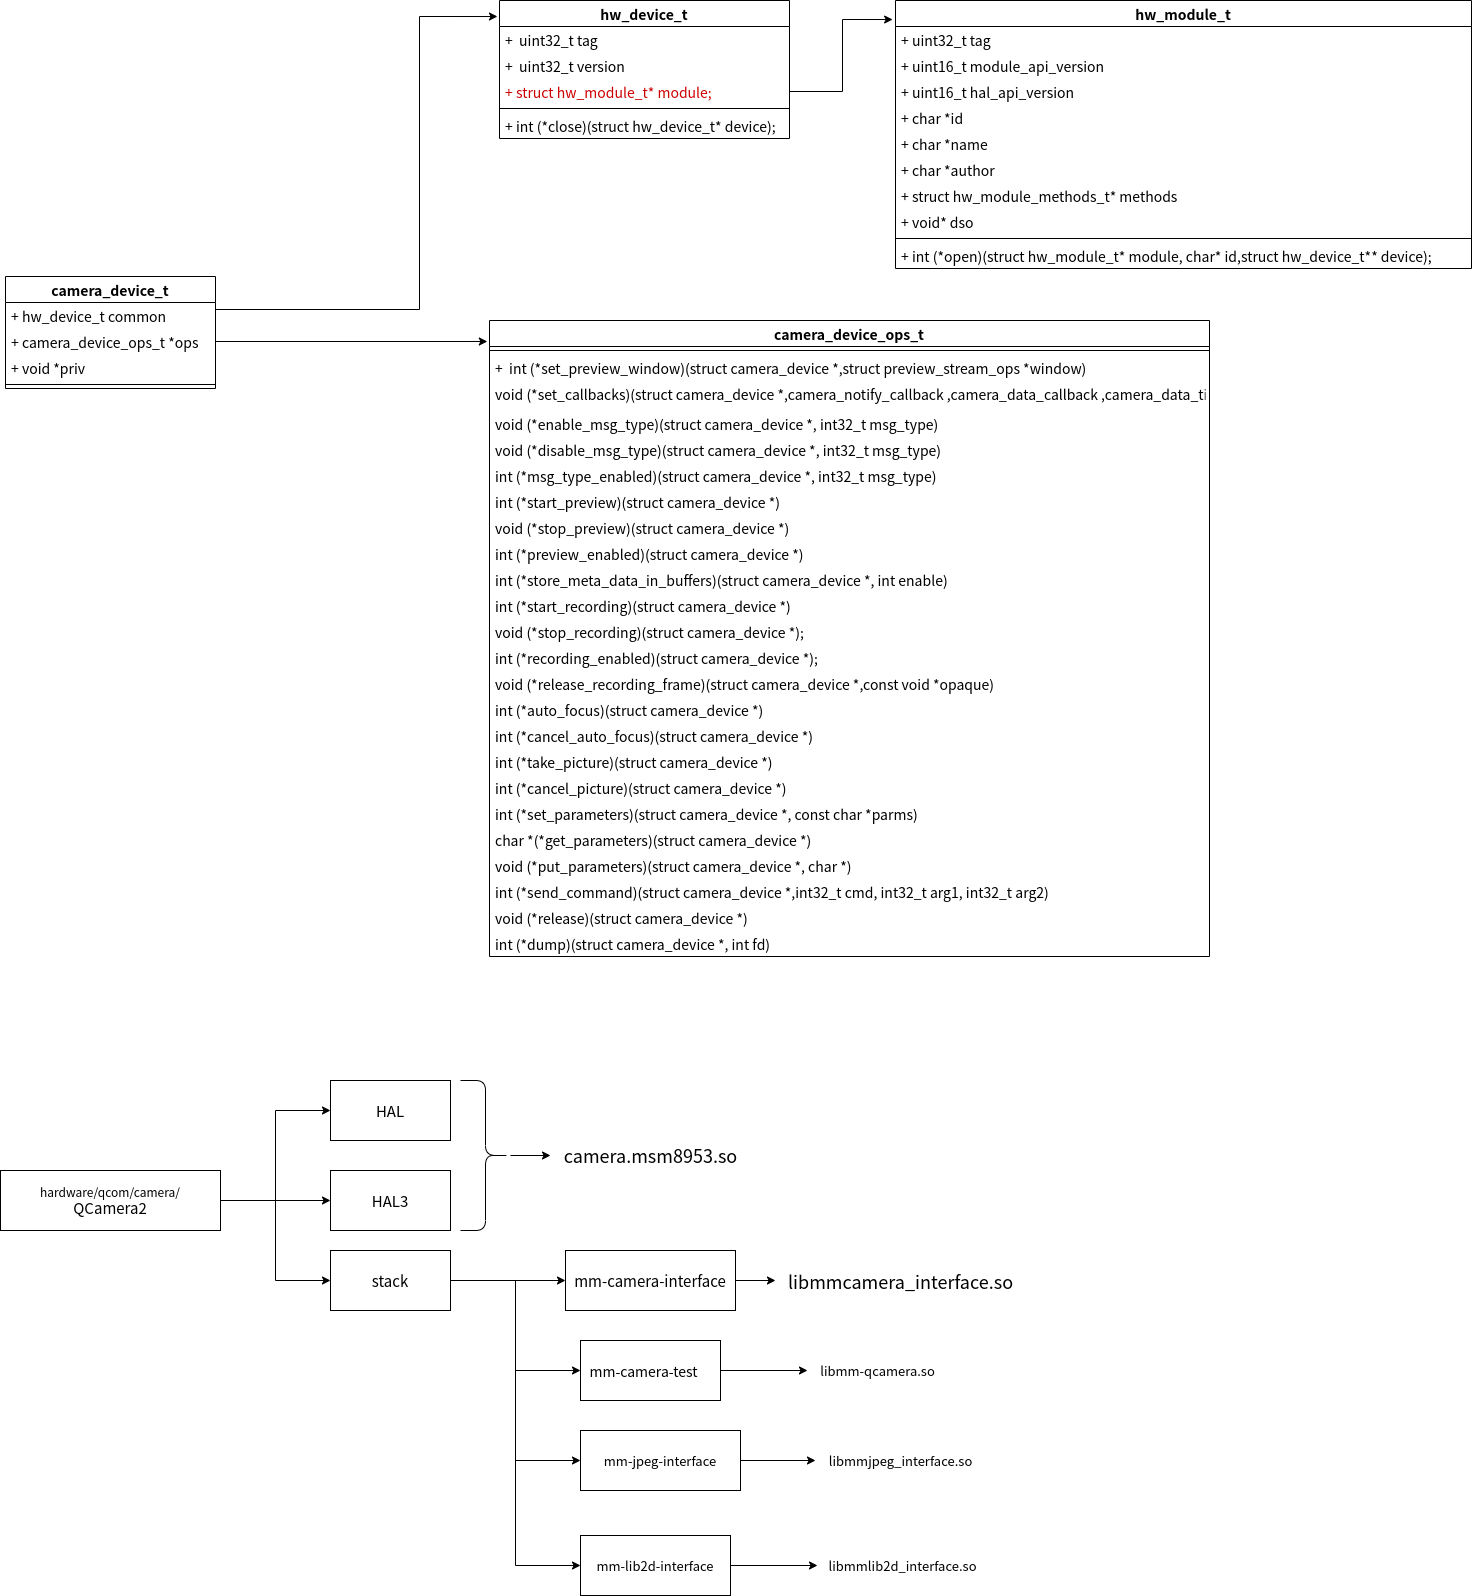 hw_device_t
+ uint32_t tag
+ uint32_t version
+ struct hw_module_t* module;
+ int (*close)(struct hw_device_t* device);
hw_module_t
+ uint32_t tag
+ uint16_t module_api_version
+ uint16_t hal_api_version
+ char *id
+ char *name
+ char *author
+ struct hw_module_methods_t* methods
+ void* dso
+ int (*open)(struct hw_module_t* module, char* id,struct hw_device_t** device);
camera_device_t
+ hw_device_t common
+ camera_device_ops_t *ops
+ void *priv
camera_device_ops_t
+ int (*set_preview_window)(struct camera_device *,struct preview_stream_ops *window)
void (*set_callbacks)(struct camera_device *,camera_notify_callback ,camera_data_callback ,camera_data_ti
void (*enable_msg_type)(struct camera_device *, int32_t msg_type)
void (*disable_msg_type)(struct camera_device *, int32_t msg_type)
int (*msg_type_enabled)(struct camera_device *, int32_t msg_type)
int (*start_preview)(struct camera_device *)
void (*stop_preview)(struct camera_device *)
int (*preview_enabled)(struct camera_device *)
int (*store_meta_data_in_buffers)(struct camera_device *, int enable)
int (*start_recording)(struct camera_device *)
void (*stop_recording)(struct camera_device *);
int (*recording_enabled)(struct camera_device *);
void (*release_recording_frame)(struct camera_device *,const void *opaque)
int (*auto_focus)(struct camera_device *)
int (*cancel_auto_focus)(struct camera_device *)
int (*take_picture)(struct camera_device *)
int (*cancel_picture)(struct camera_device *)
int (*set_parameters)(struct camera_device *, const char *parms)
char *(*get_parameters)(struct camera_device *)
void (*put_parameters)(struct camera_device *, char *)
int (*send_command)(struct camera_device *,int32_t cmd, int32_t arg1, int32_t arg2)
void (*release)(struct camera_device *)
int (*dump)(struct camera_device *, int fd)
HAL
camera.msm8953.so
hardware/qcom/camera/
QCamera2
HAL3
stack
mm-camera-interface
libmmcamera_interface.so
mm-camera-test
libmm-qcamera.so
mm-jpeg-interface
libmmjpeg_interface.so
mm-lib2d-interface
libmmlib2d_interface.so